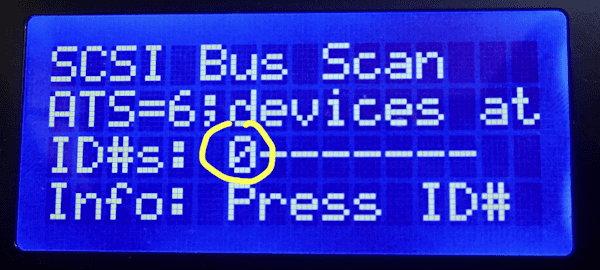 SCSI Bus Scan
ATS=6;devices at
ID#s: 0-------
Info: Press ID#